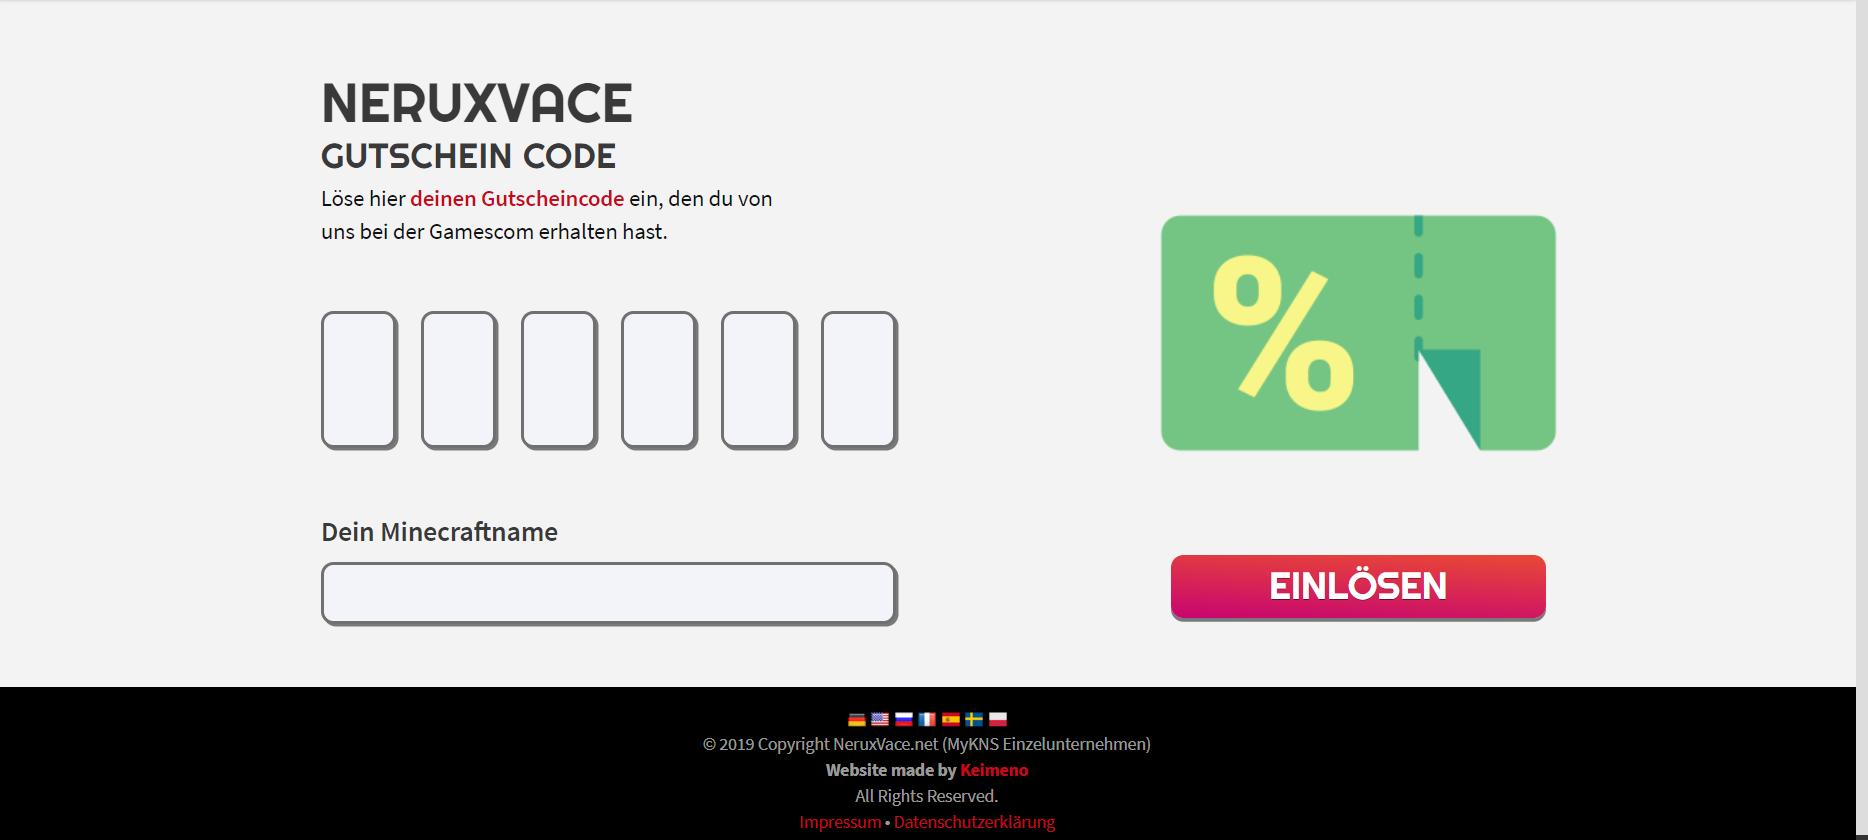 NERUXVACE
GUTSCHEIN CODE
Löse hier deinen Gutscheincode ein, den du von
uns bei der Gamescom erhalten hast.
%
Dein Minecraftname
EINLÖSEN
© 2019 Copyright NeruxVace.net (MyKNS Einzelunternehmen)
Website made by Keimeno
All Rights Reserved.
Impressum • Datenschutzerklärung